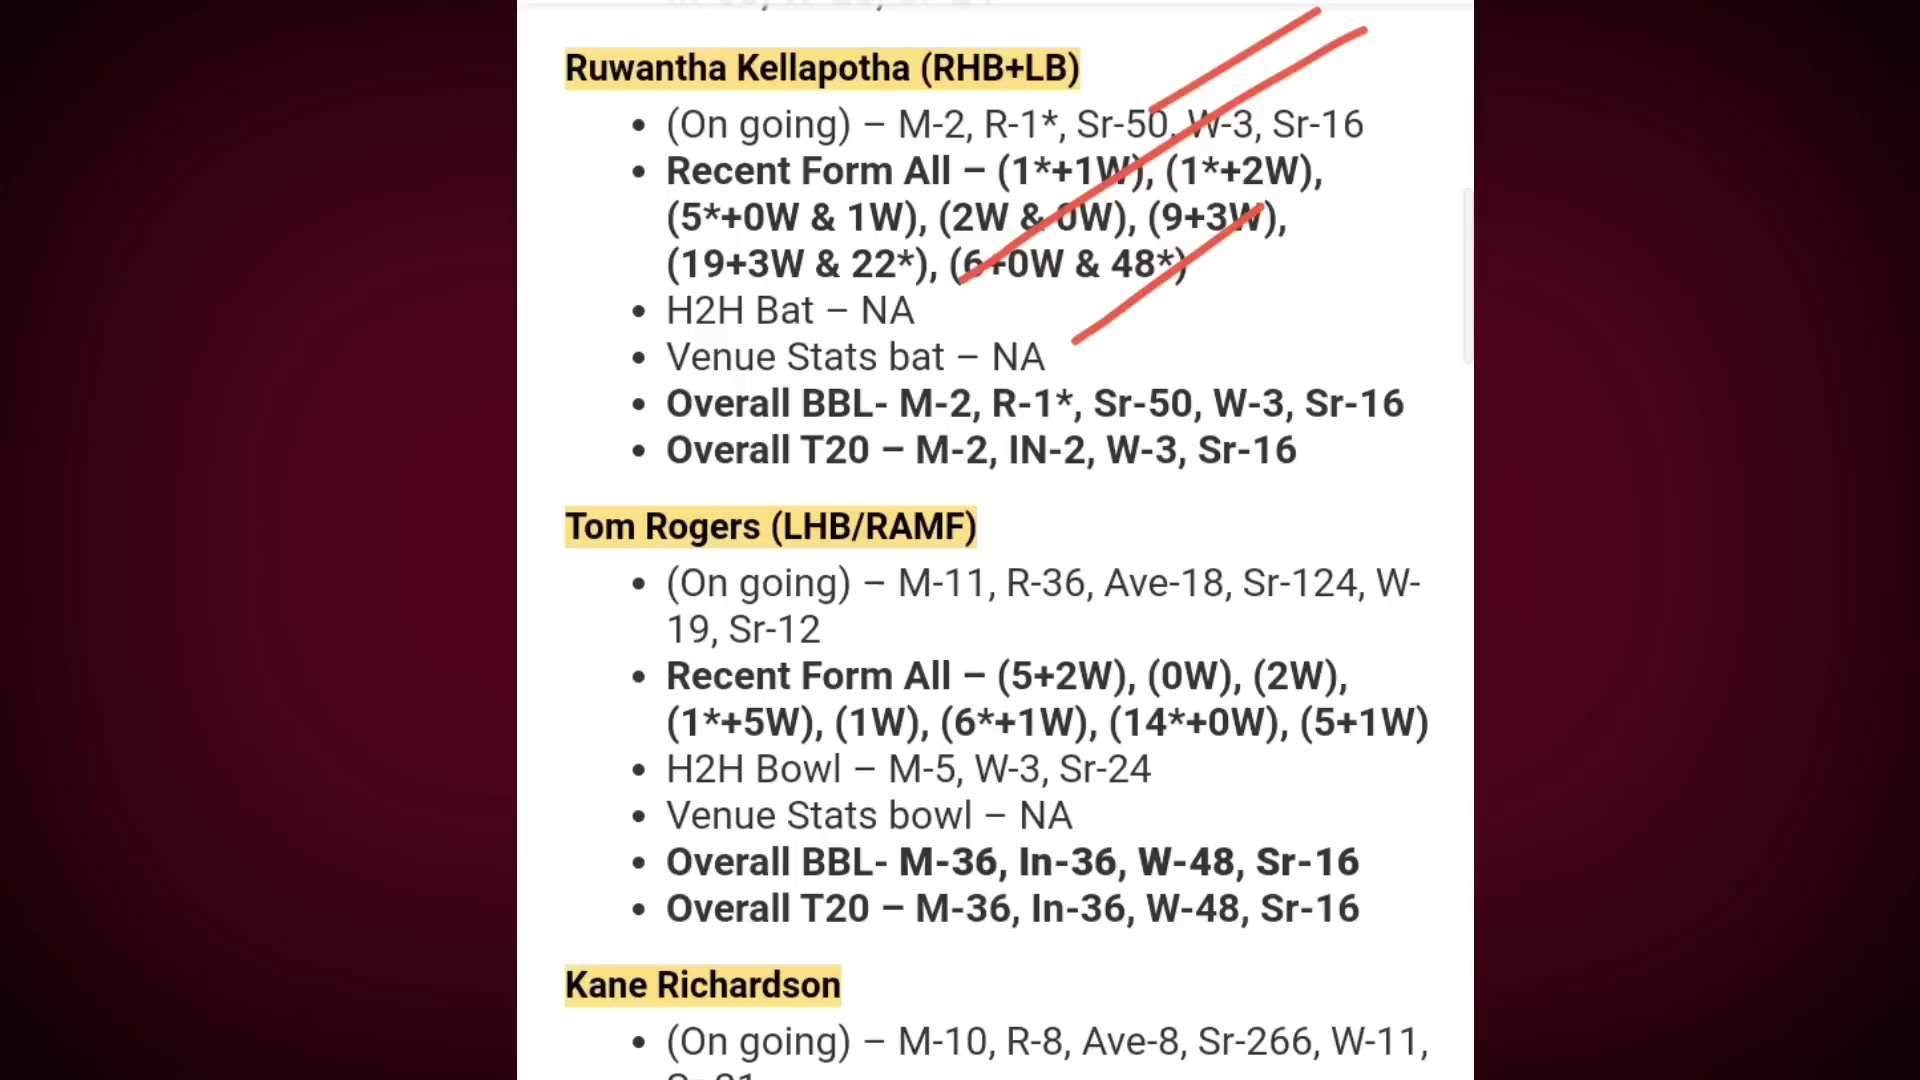 Ruwantha Kellapotha (RHB+LB)
• (On going) – M-2, R-1*, Sr-50, W-3, Sr-16
• Recent Form All – (1*+1W), (1*+2W),
(5*+0W & 1W), (2W & 0W), (9+3W),
(19+3W & 22*), (6+0W & 48*)
• H2H Bat – NA
• Venue Stats bat – NA
• Overall BBL- M-2, R-1*, Sr-50, W-3, Sr-16
• Overall T20 – M-2, IN-2, W-3, Sr-16
Tom Rogers (LHB/RAMF)
• (On going) – M-11, R-36, Ave-18, Sr-124, W-
19, Sr-12
• Recent Form All – (5+2W), (0W), (2W),
(1*+5W), (1W), (6*+1W), (14*+0W), (5+1W)
• H2H Bowl – M-5, W-3, Sr-24
• Venue Stats bowl – NA
• Overall BBL- M-36, In-36, W-48, Sr-16
• Overall T20 – M-36, In-36, W-48, Sr-16
Kane Richardson
• (On going) – M-10, R-8, Ave-8, Sr-266, W-11,